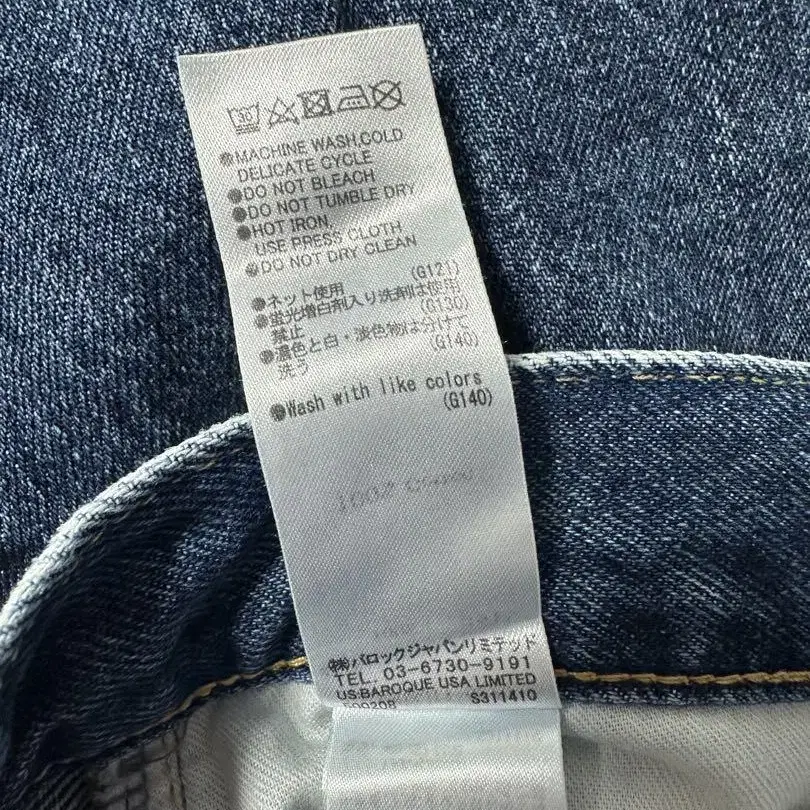 30
●MACHINE WASH,COLD
DELICATE CYCLE
●DO NOT BLEACH
●DO NOT TUMBLE DRY
●HOT IRON
USE PRESS CLOTH
●DO NOT DRY CLEAN
●ネット使用 (G121)
●蛍光増白剤入り洗剤は使用
禁止 (G130)
●濃色と白・淡色物は分けて
洗う (G140)
●Wash with like colors
(G140)
㈱バロックジャパンリミテッド
TEL. 03-6730-9191
US:BAROQUE USA LIMITED
S311410